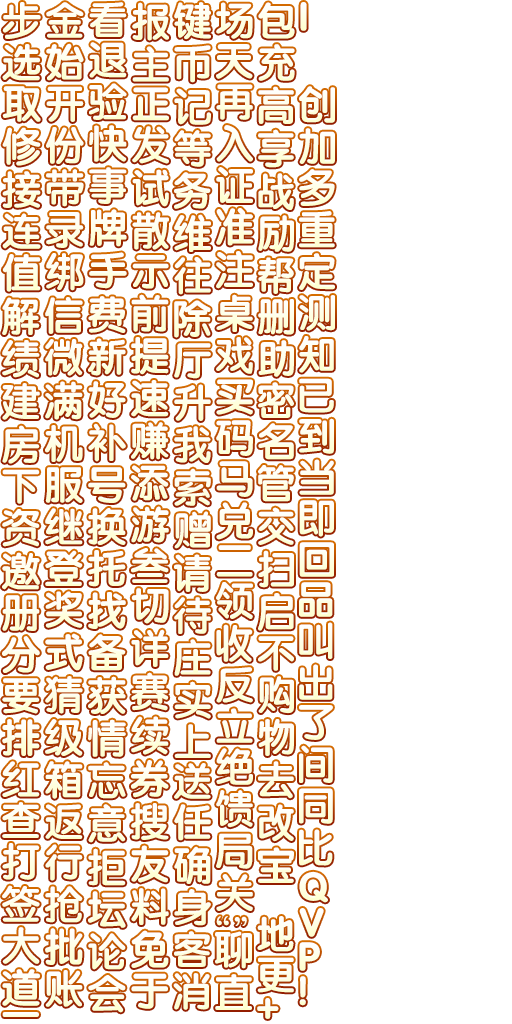 步金看报键场包l
选始退主币天充
取开验正记再高创
修份快发等入享加
接带事试务证战多
连录牌散维准励重
值绑手示往注帮定
解信费前除桌删测
绩微新提厅戏助知
建满好速升买密已
房机补赚我码名到
下服号添索马管当
资继换游赠兑交即
邀登托叁请二扫回
册奖找切待领启品
分式备详庄收不叫
要猜获赛实反购出
排级情续上立物了
红箱忘券送绝去间
查返意搜任馈改同
打行拒友确局宝比
签抢坛料身关Q
“”V
大批论免客聊地P
道账会于消直更!
一+